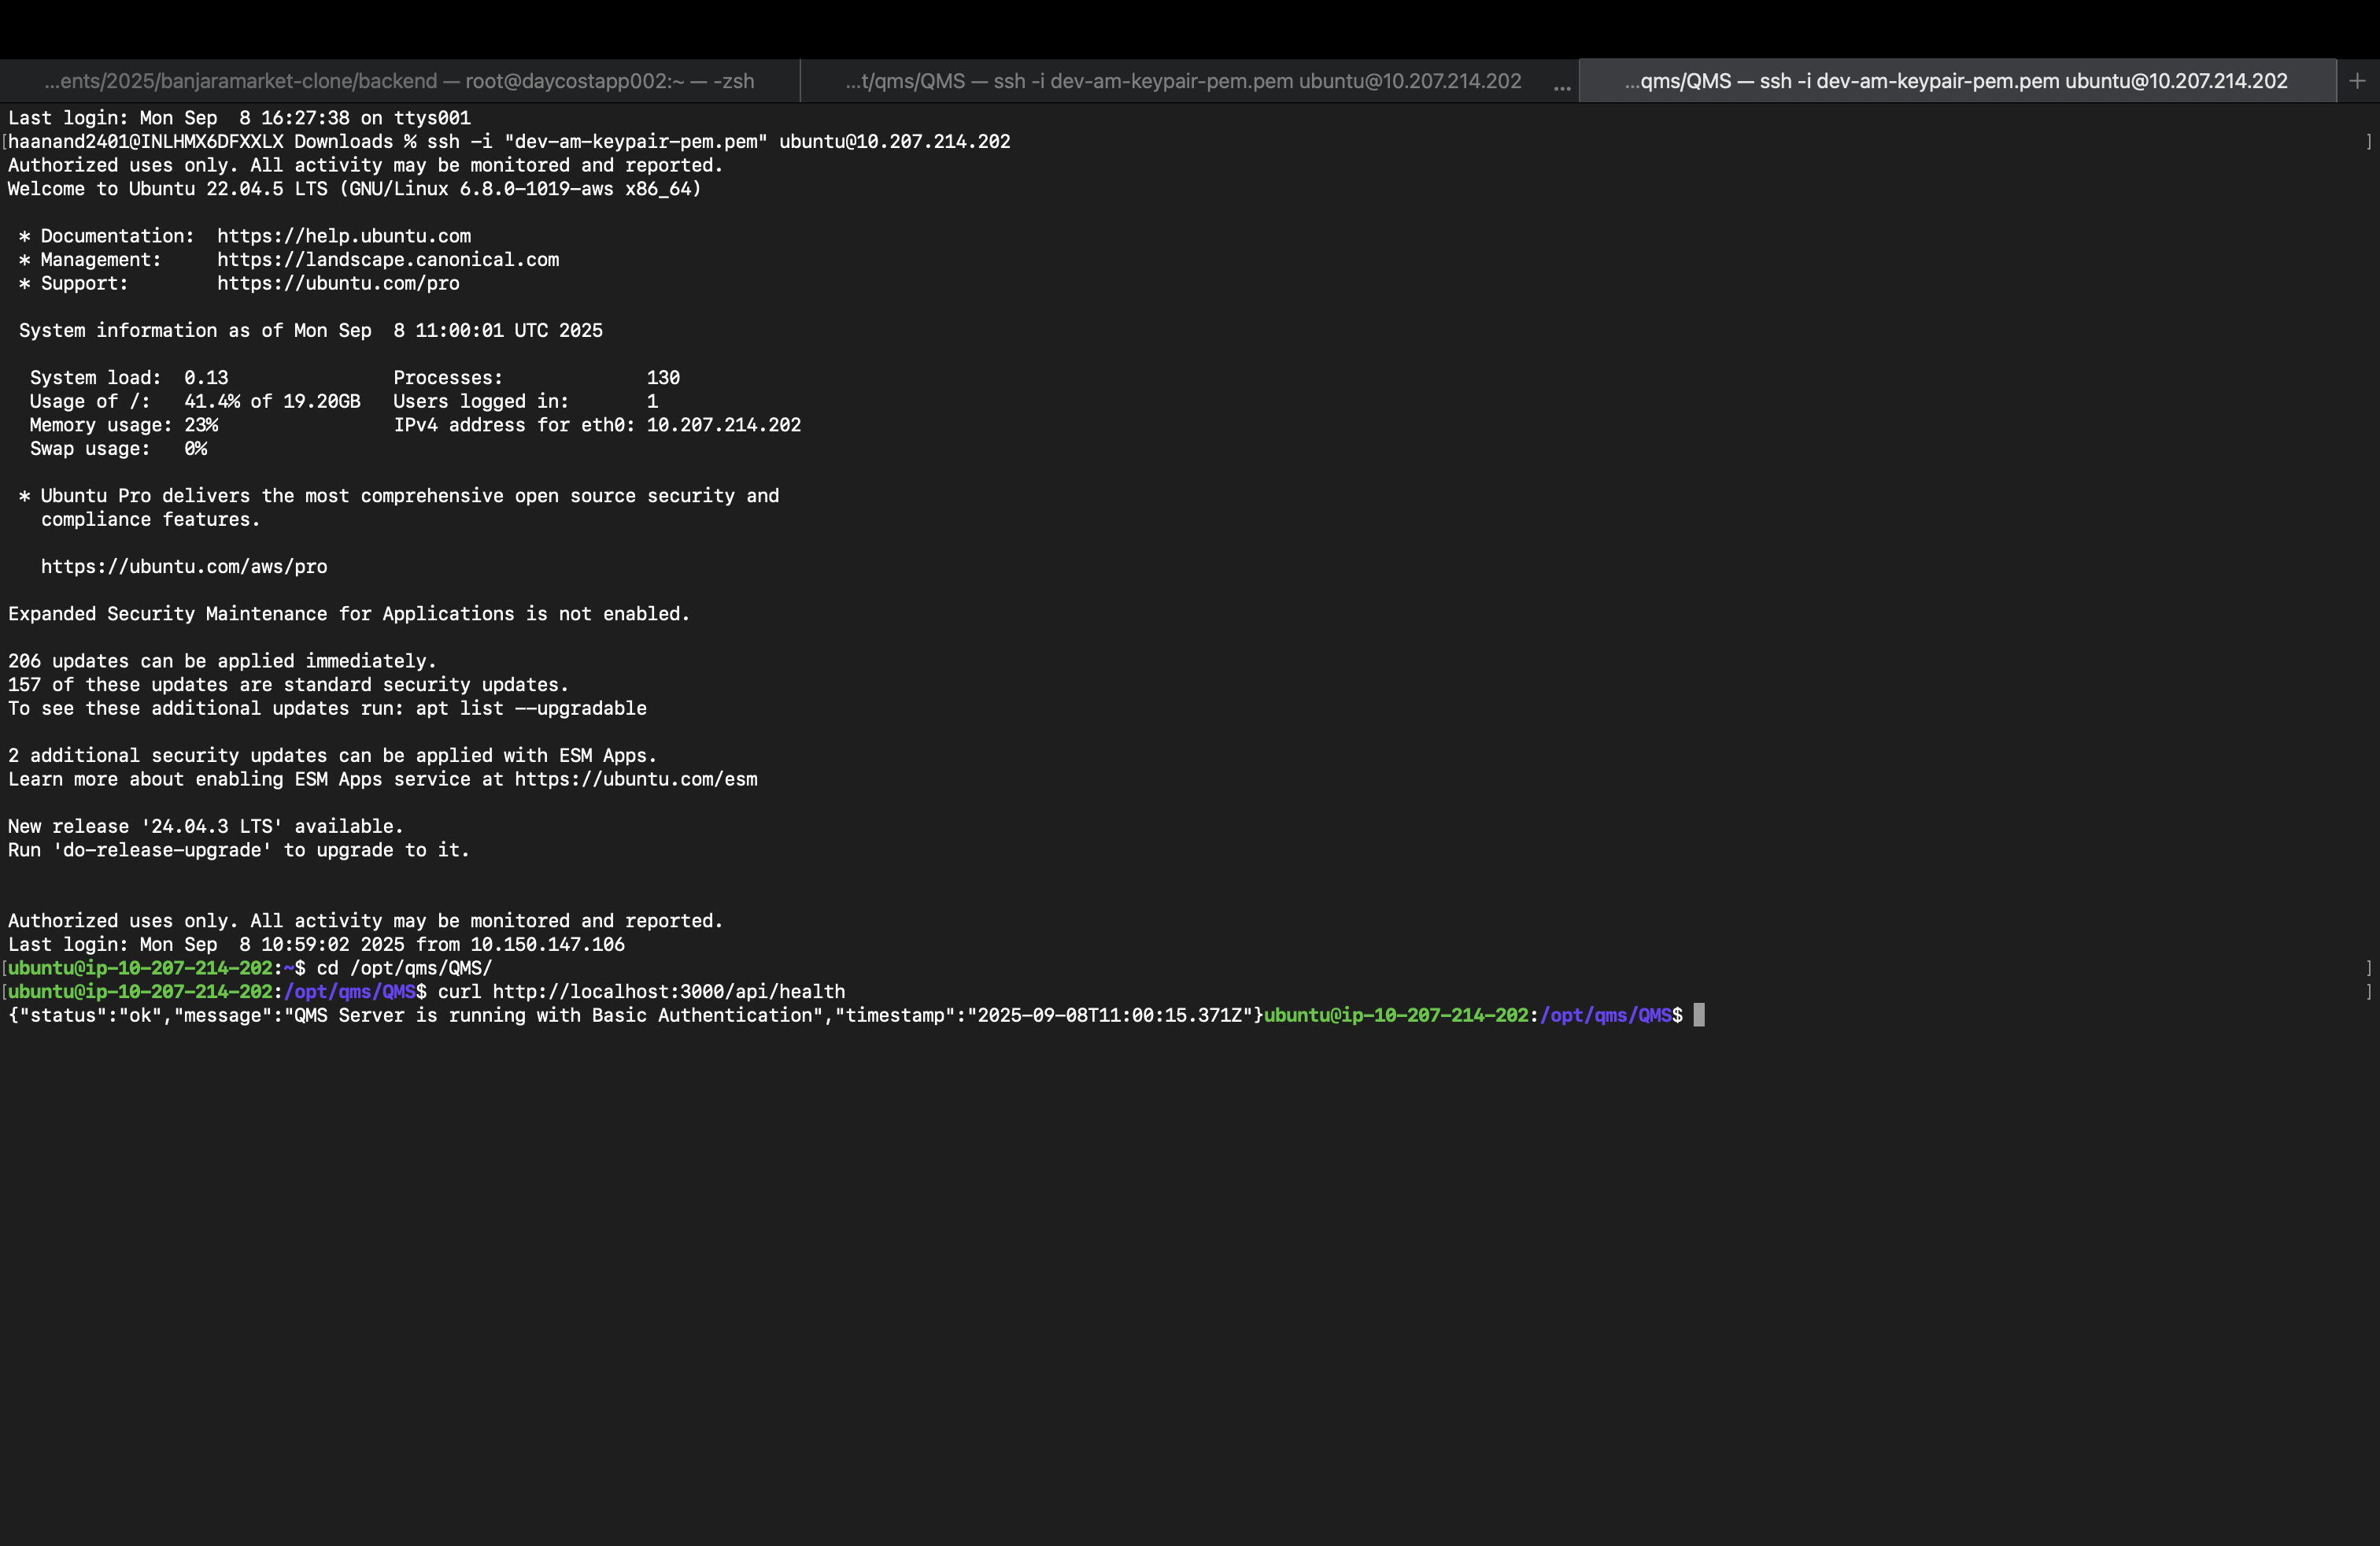 ...ents/2025/banjaramarket-clone/backend — root@daycostapp002:~ — -zsh
...t/qms/QMS — ssh -i dev-am-keypair-pem.pem ubuntu@10.207.214.202 ...
...qms/QMS — ssh -i dev-am-keypair-pem.pem ubuntu@10.207.214.202 +
Last login: Mon Sep  8 16:27:38 on ttys001
[haanand2401@INLHMX6DFXXLX Downloads % ssh -i "dev-am-keypair-pem.pem" ubuntu@10.207.214.202 ]
Authorized uses only. All activity may be monitored and reported.
Welcome to Ubuntu 22.04.5 LTS (GNU/Linux 6.8.0-1019-aws x86_64)
* Documentation:  https://help.ubuntu.com
* Management:     https://landscape.canonical.com
* Support:        https://ubuntu.com/pro
System information as of Mon Sep  8 11:00:01 UTC 2025
System load:  0.13               Processes:             130
Usage of /:   41.4% of 19.20GB   Users logged in:       1
Memory usage: 23%                IPv4 address for eth0: 10.207.214.202
Swap usage:   0%
* Ubuntu Pro delivers the most comprehensive open source security and
compliance features.
https://ubuntu.com/aws/pro
Expanded Security Maintenance for Applications is not enabled.
206 updates can be applied immediately.
157 of these updates are standard security updates.
To see these additional updates run: apt list --upgradable
2 additional security updates can be applied with ESM Apps.
Learn more about enabling ESM Apps service at https://ubuntu.com/esm
New release '24.04.3 LTS' available.
Run 'do-release-upgrade' to upgrade to it.
Authorized uses only. All activity may be monitored and reported.
Last login: Mon Sep  8 10:59:02 2025 from 10.150.147.106
[ubuntu@ip-10-207-214-202:~$ cd /opt/qms/QMS/ ]
[ubuntu@ip-10-207-214-202:/opt/qms/QMS$ curl http://localhost:3000/api/health ]
{"status":"ok","message":"QMS Server is running with Basic Authentication","timestamp":"2025-09-08T11:00:15.371Z"}ubuntu@ip-10-207-214-202:/opt/qms/QMS$